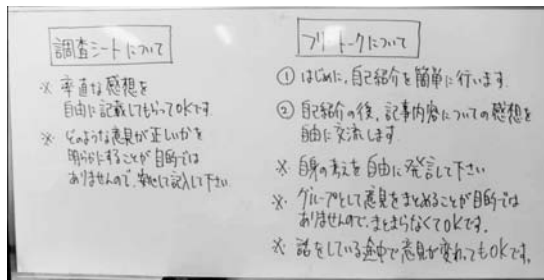 調査シートについて
※ 率直な感想を
自由に記載してもらってOKです
※ どのような意見が正しいかを
明らかにすることが目的では
ありませんので、安心して記入して下さい
フリートークについて
① はじめに、自己紹介を簡単に行います.
② 自己紹介の後、記事内容についての感想を
自由に交流します
※ 自身の考えを自由に発言して下さい
※ グループとして意見をまとめることが目的では
ありませんので、まとまらなくてOKです.
※ 話をしている途中で意見が変わってもOKです.